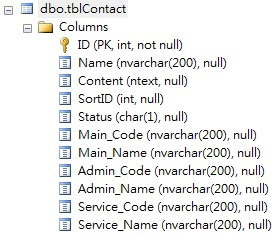 dbo.tblContact
Columns
ID (PK, int, not null)
Name (nvarchar(200), null)
Content (ntext, null)
SortID (int, null)
Status (char(1), null)
Main_Code (nvarchar(200), null)
Main_Name (nvarchar(200), null)
Admin_Code (nvarchar(200), null)
Admin_Name (nvarchar(200), null)
Service_Code (nvarchar(200), null)
Service_Name (nvarchar(200), null)